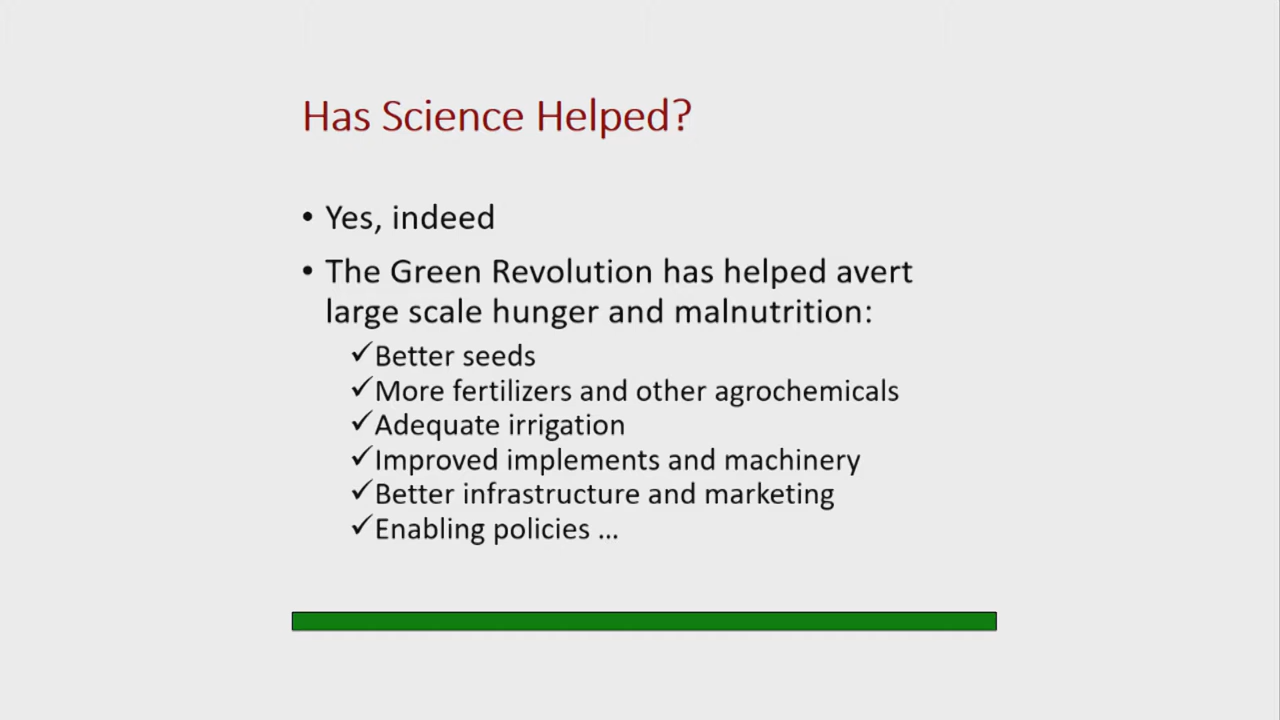 Has Science Helped?
• Yes, indeed
• The Green Revolution has helped avert
large scale hunger and malnutrition:
✓Better seeds
✓More fertilizers and other agrochemicals
✓Adequate irrigation
✓Improved implements and machinery
✓Better infrastructure and marketing
✓Enabling policies ...